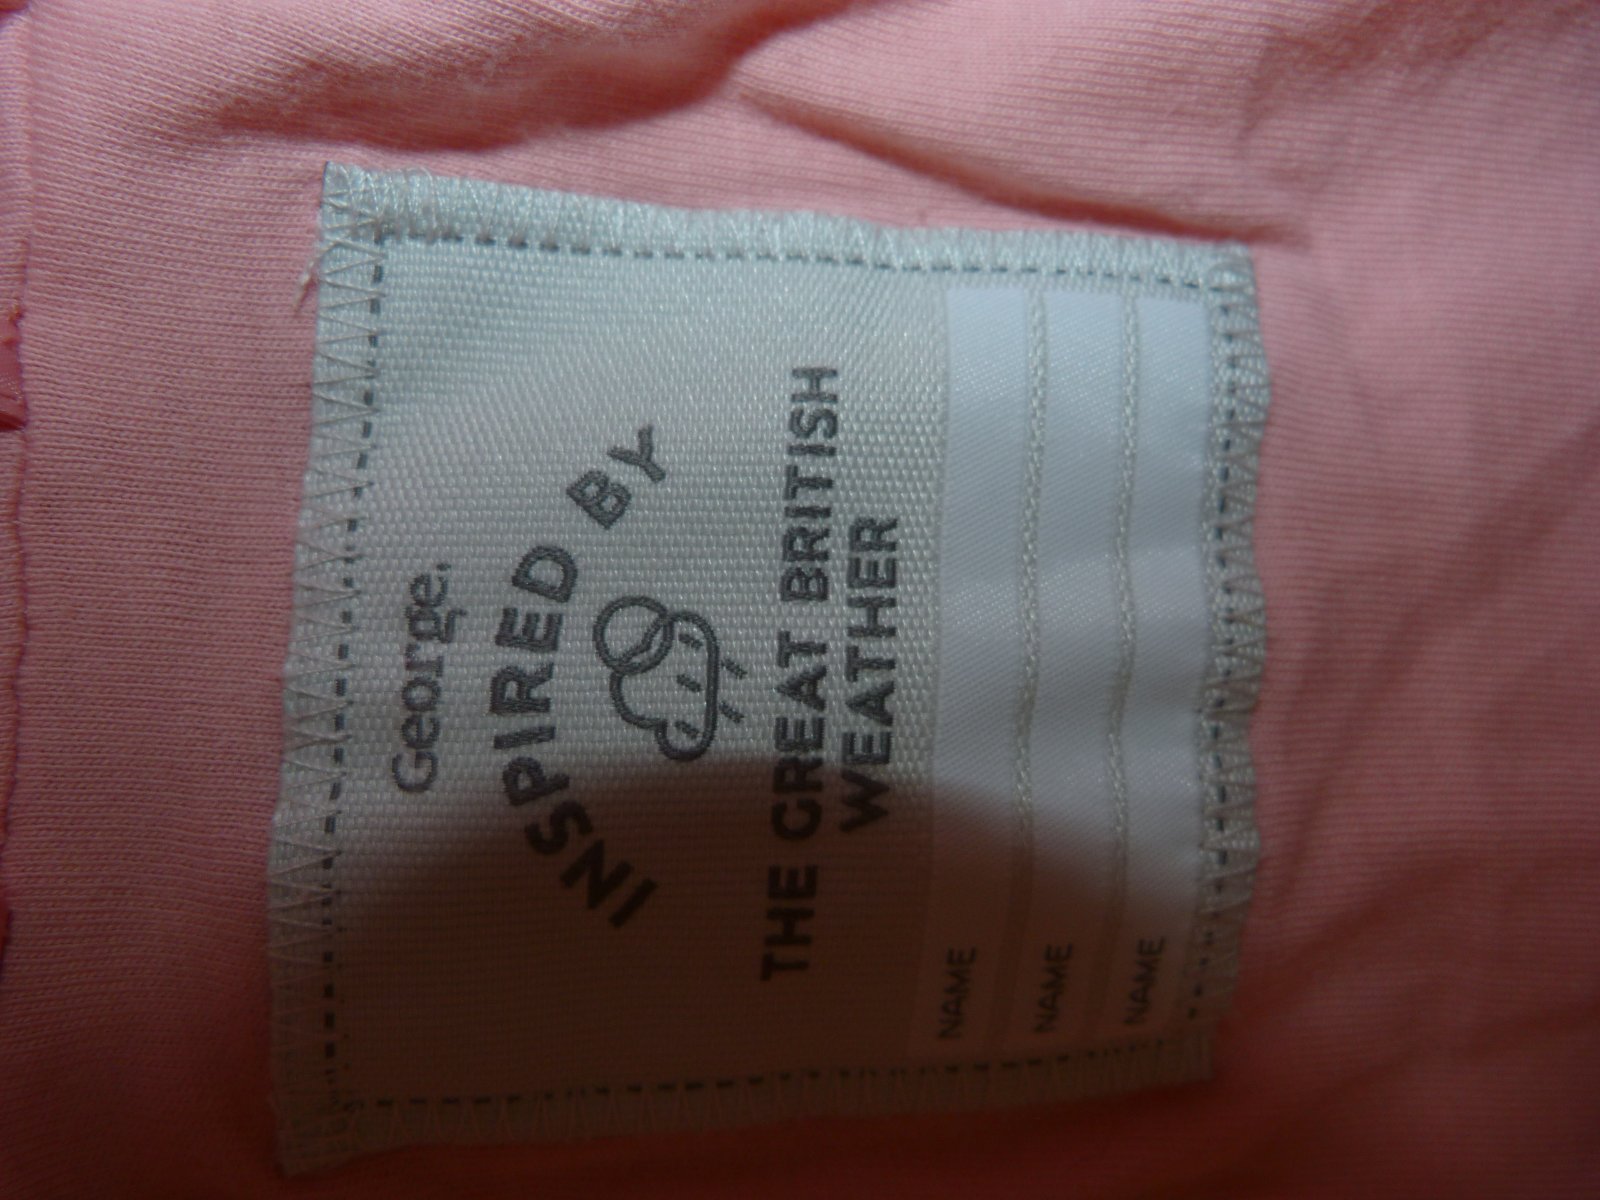 George.
INSPIRED BY
THE GREAT BRITISH
WEATHER
NAME
NAME
NAME